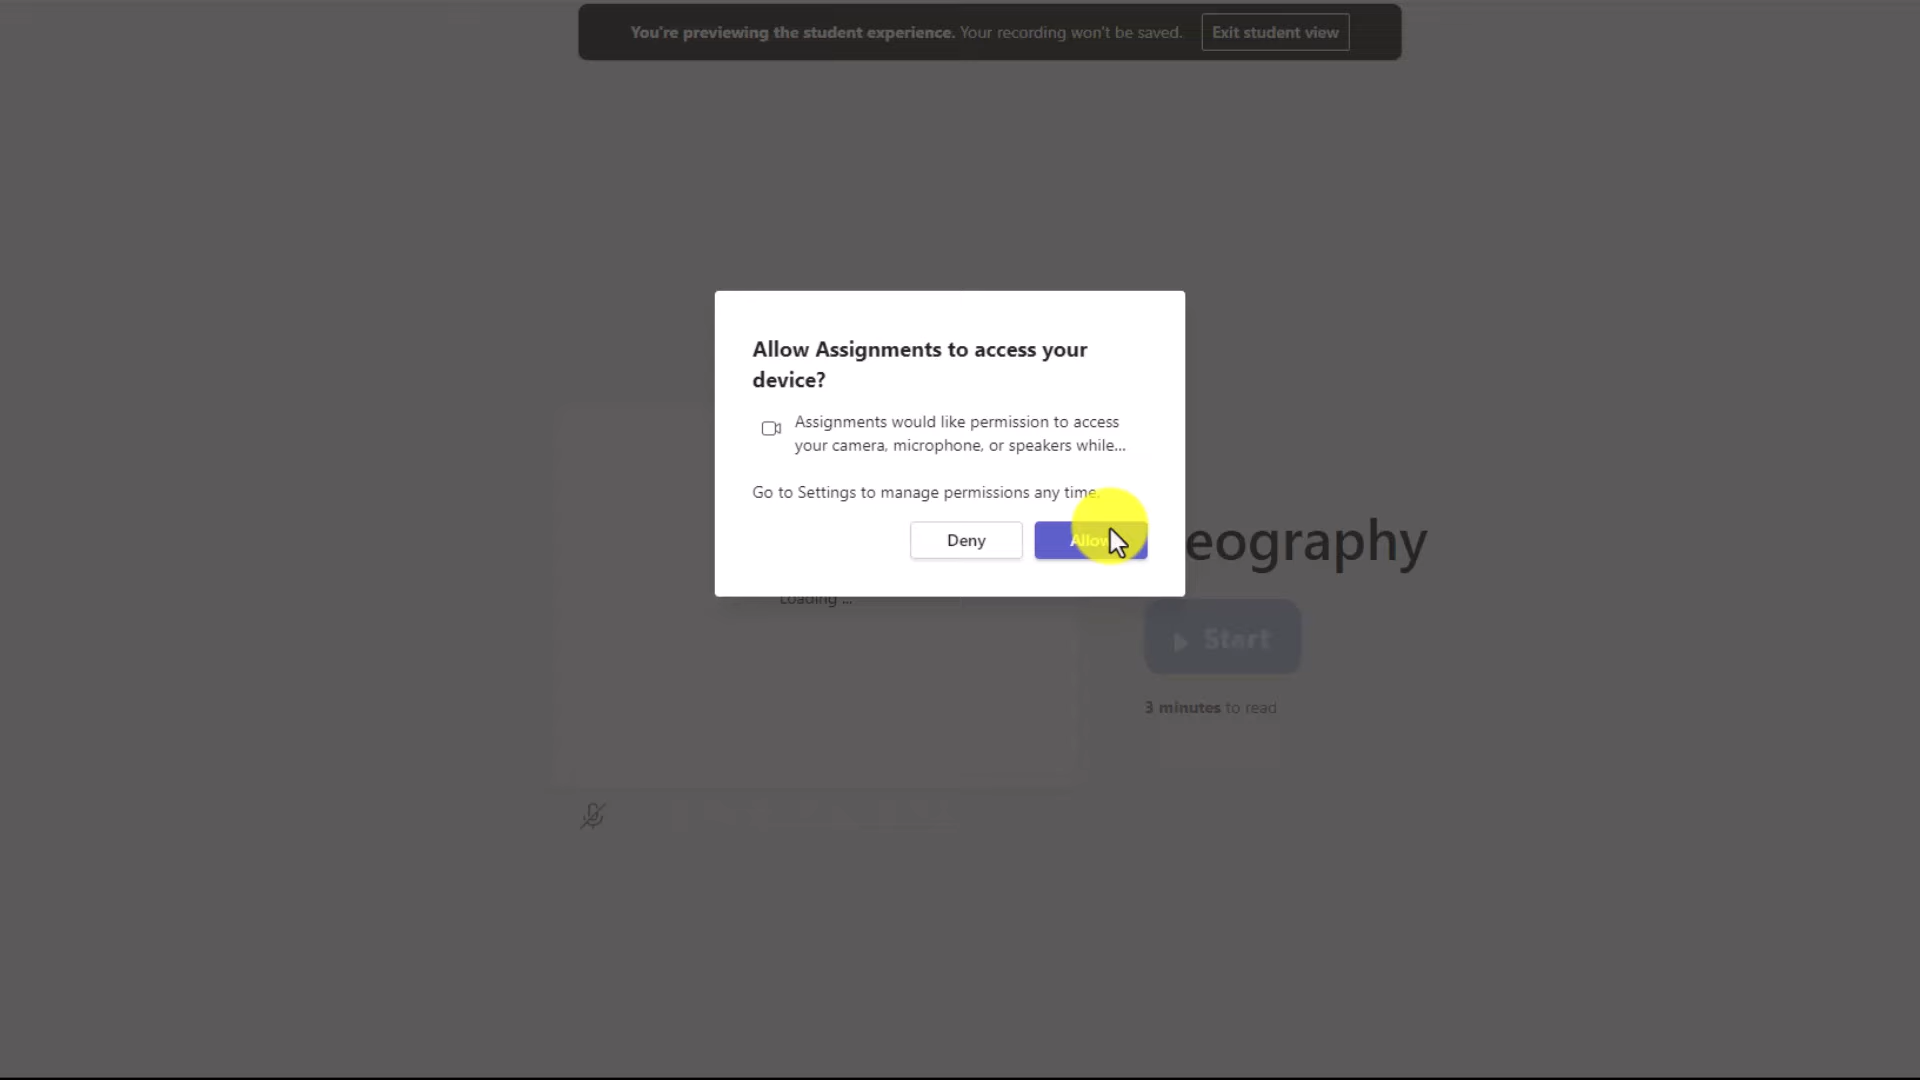 You're previewing the student experience. Your recording won't be saved. Exit student view
Allow Assignments to access your
device?
Assignments would like permission to access
your camera, microphone, or speakers while...
Go to Settings to manage permissions any time.
Deny Allow
eography
Loading ...
Start
3 minutes to read